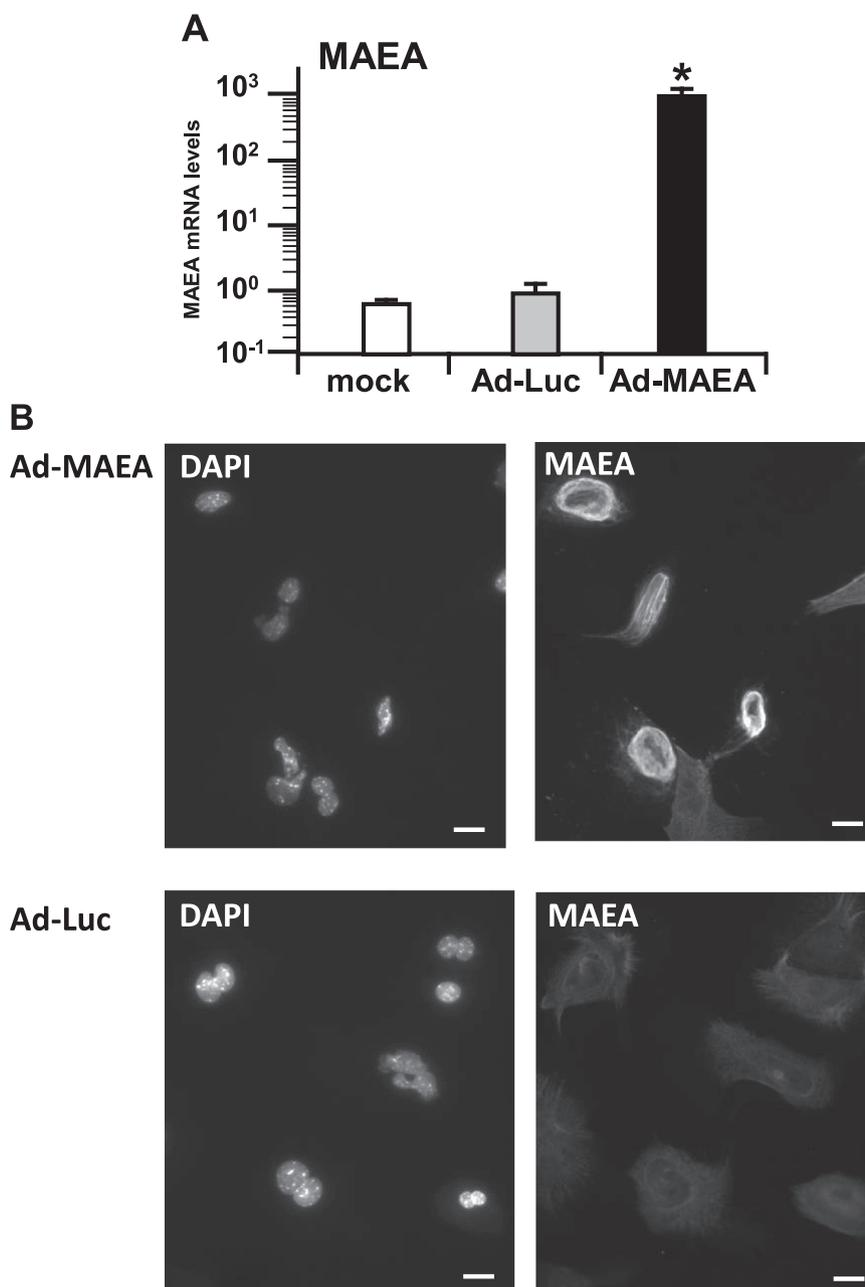 A
MAEA
*
MAEA mRNA levels
10³
10²
10¹
10⁰
10⁻¹
mock Ad-Luc Ad-MAEA
B
Ad-MAEA DAPI MAEA
Ad-Luc DAPI MAEA